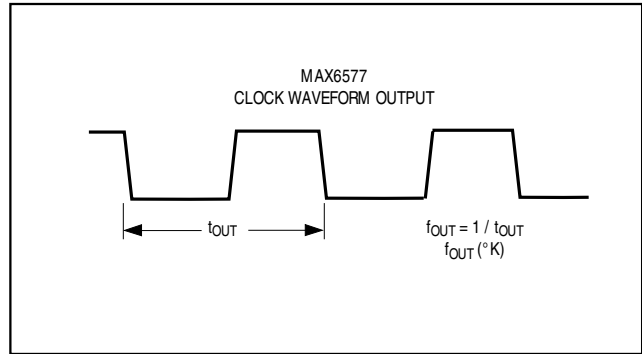 MAX6577
CLOCK WAVEFORM OUTPUT
tOUT
fOUT = 1 / tOUT
fOUT (°K)